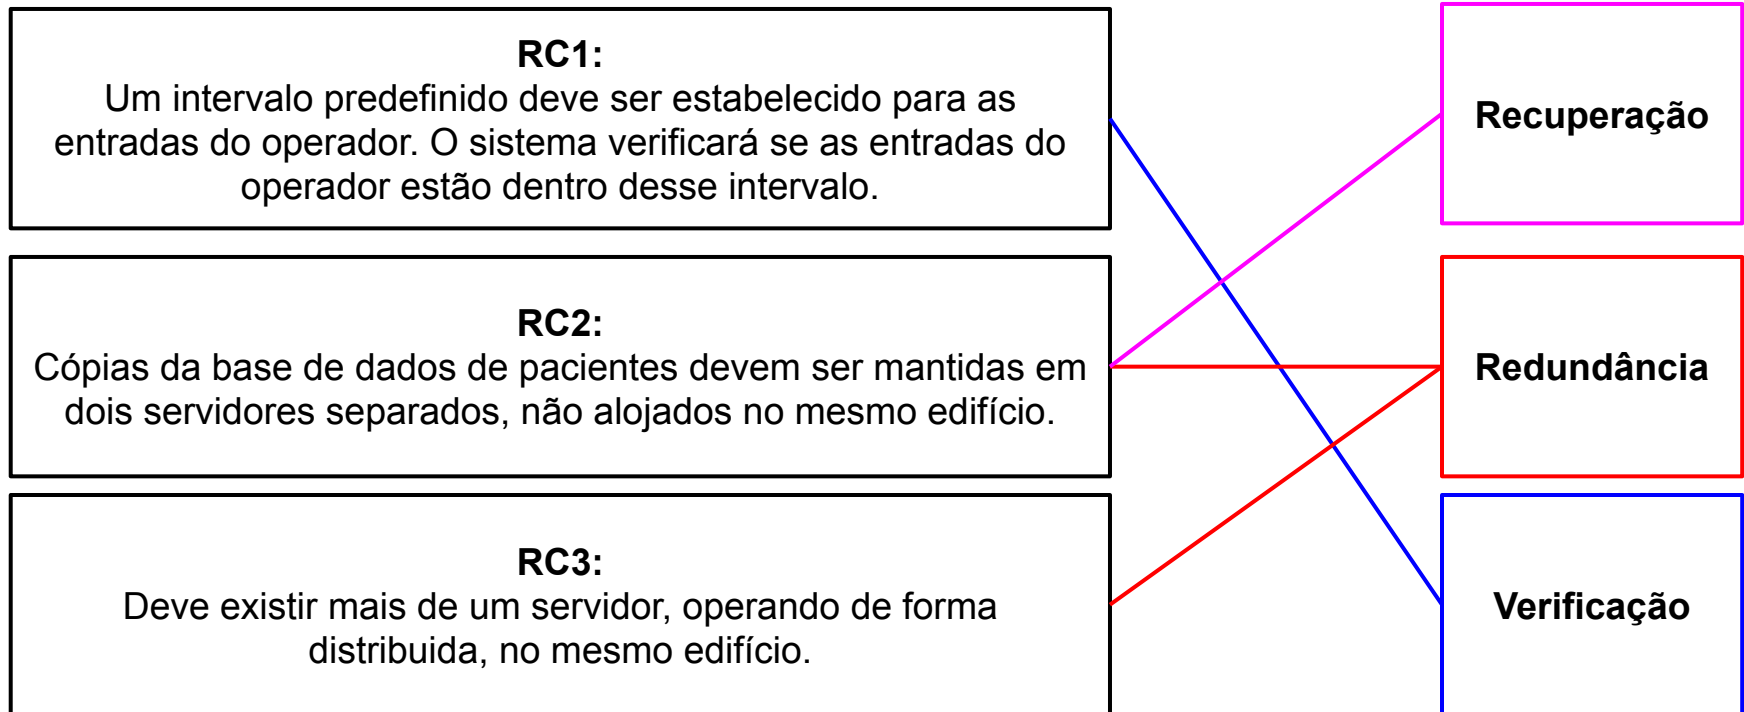 RC1:
Um intervalo predefinido deve ser estabelecido para as
entradas do operador. O sistema verificará se as entradas do
operador estão dentro desse intervalo.
Recuperação
RC2:
Cópias da base de dados de pacientes devem ser mantidas em
dois servidores separados, não alojados no mesmo edifício.
Redundância
RC3:
Deve existir mais de um servidor, operando de forma
distribuida, no mesmo edifício.
Verificação